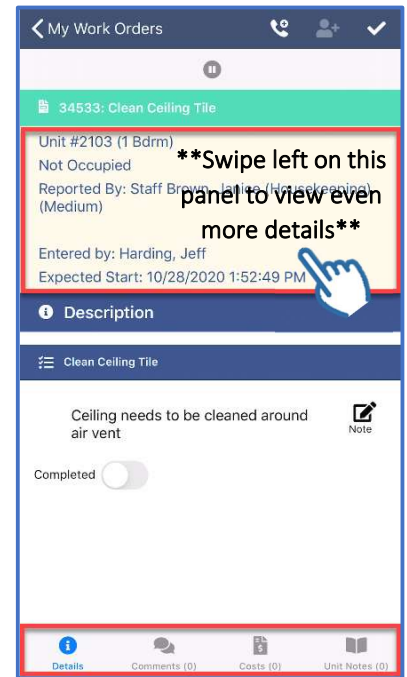 My Work Orders
34533: Clean Ceiling Tile
Unit #2103 (1 Bdrm)
Not Occupied
Reported By: Staff Brown, Janice (Housekeeping)
(Medium)
**Swipe left on this
panel to view even
more details**
Entered by: Harding, Jeff
Expected Start: 10/28/2020 1:52:49 PM
Description
Clean Ceiling Tile
Ceiling needs to be cleaned around
air vent
Note
Completed
Details Comments (0) Costs (0) Unit Notes (0)